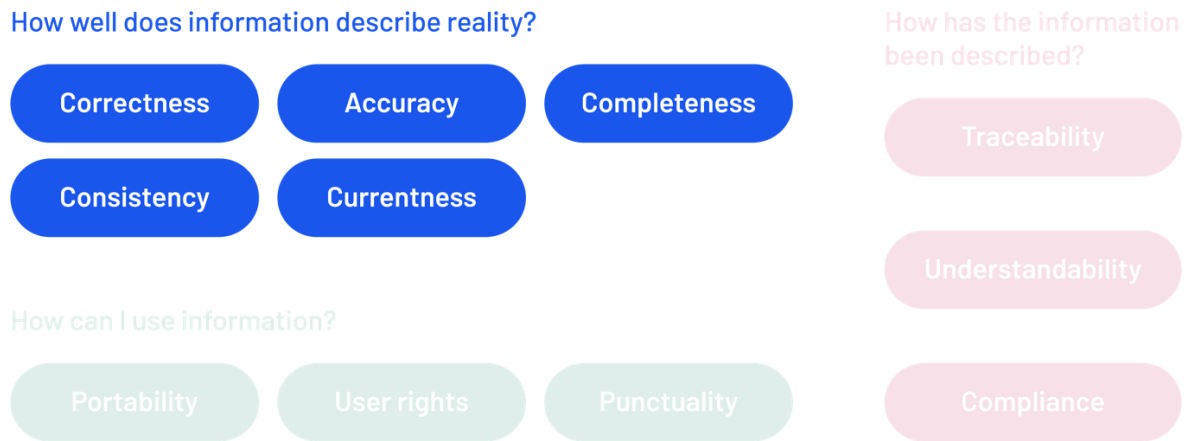 How well does information describe reality?
Correctness
Accuracy
Completeness
Consistency
Currentness
How can I use information?
Portability
User rights
Punctuality
How has the information
been described?
Traceability
Understandability
Compliance